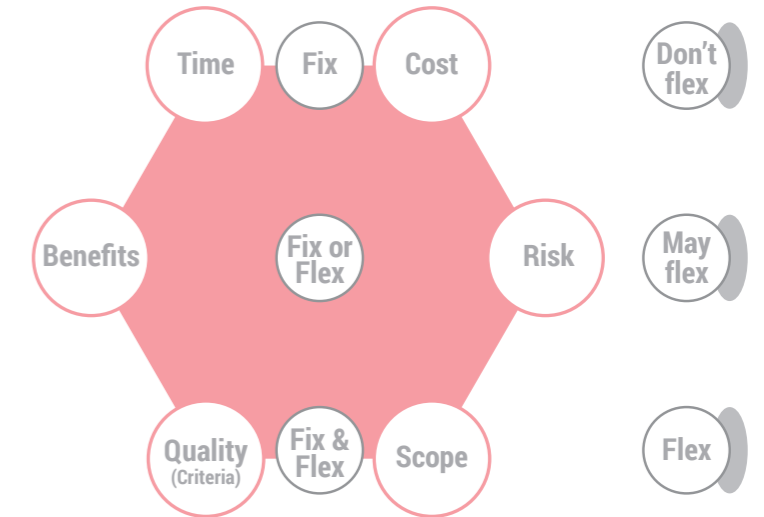 Time
Fix
Cost
Don't
flex
Benefits
Fix or
Flex
Risk
May
flex
Quality
(Criteria)
Fix &
Flex
Scope
Flex